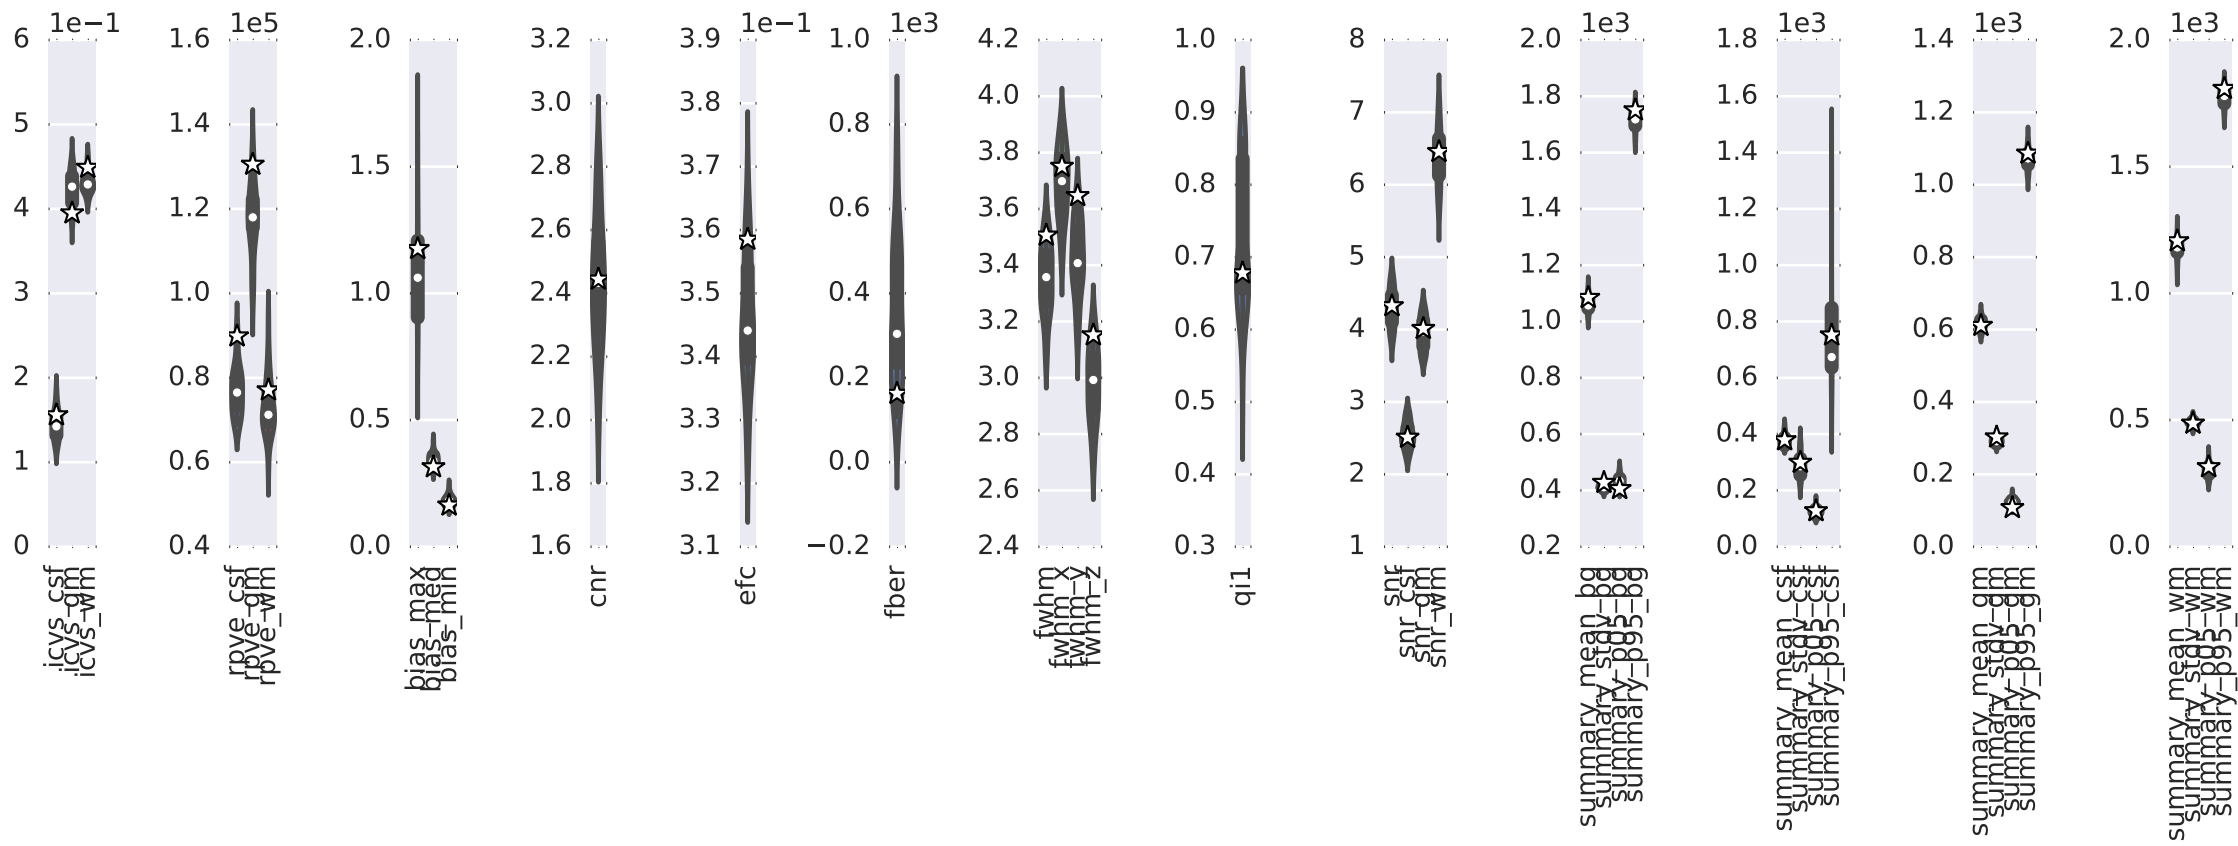 1e−1
6
5
4
3
2
1
0
icvs_csf
icvs_gm
icvs_wm
1e5
1.6
1.4
1.2
1.0
0.8
0.6
0.4
rpve_csf
rpve_gm
rpve_wm
2.0
1.5
1.0
0.5
0.0
bias_max
bias_med
bias_min
3.2
3.0
2.8
2.6
2.4
2.2
2.0
1.8
1.6
cnr
1e−1
3.9
3.8
3.7
3.6
3.5
3.4
3.3
3.2
3.1
efc
1e3
1.0
0.8
0.6
0.4
0.2
0.0
−0.2
fber
4.2
4.0
3.8
3.6
3.4
3.2
3.0
2.8
2.6
2.4
fwhm
fwhm_x
fwhm_y
fwhm_z
1.0
0.9
0.8
0.7
0.6
0.5
0.4
0.3
qi1
8
7
6
5
4
3
2
1
snr
snr_csf
snr_gm
snr_wm
1e3
2.0
1.8
1.6
1.4
1.2
1.0
0.8
0.6
0.4
0.2
summary_mean_bg
summary_stdv_bg
summary_p05_bg
summary_p95_bg
1e3
1.8
1.6
1.4
1.2
1.0
0.8
0.6
0.4
0.2
0.0
summary_mean_csf
summary_stdv_csf
summary_p05_csf
summary_p95_csf
1e3
1.4
1.2
1.0
0.8
0.6
0.4
0.2
0.0
summary_mean_gm
summary_stdv_gm
summary_p05_gm
summary_p95_gm
1e3
2.0
1.5
1.0
0.5
0.0
summary_mean_wm
summary_stdv_wm
summary_p05_wm
summary_p95_wm